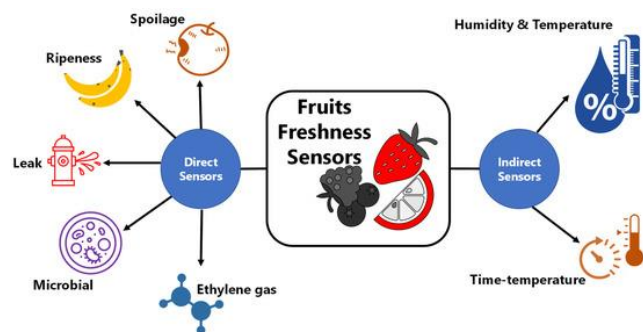 Spoilage
Humidity & Temperature
Ripeness
%
Fruits
Freshness
Sensors
Leak
Direct
Sensors
Indirect
Sensors
Microbial
Ethylene gas
Time-temperature